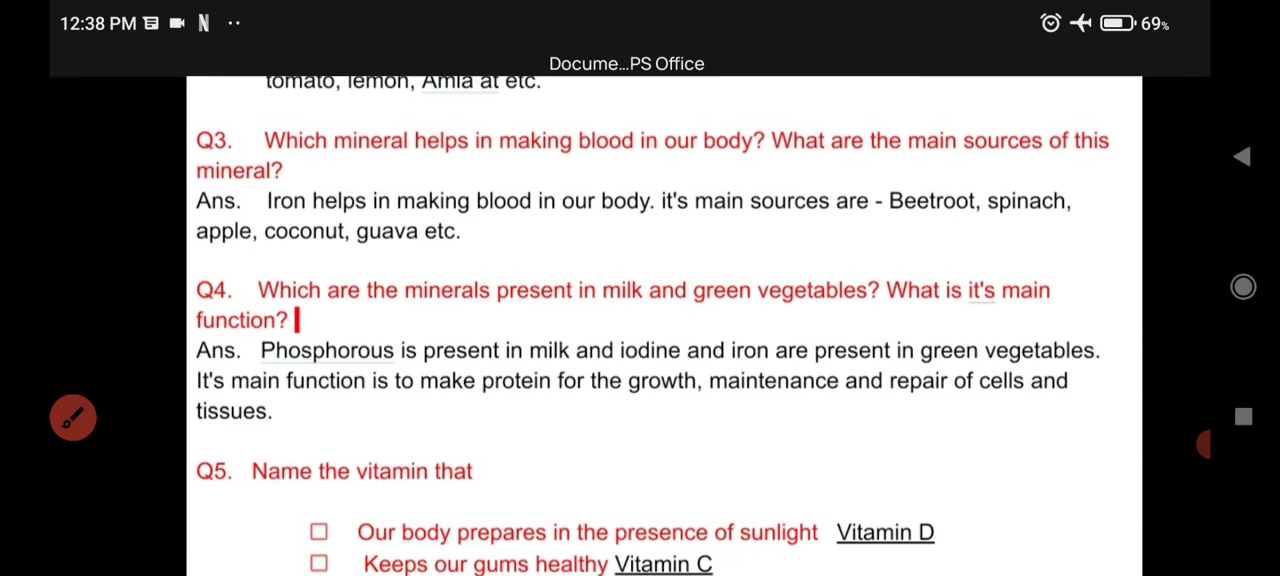 12:38 PM N ··
69%
Docume...PS Office
tomato, lemon, Amla at etc.
Q3. Which mineral helps in making blood in our body? What are the main sources of this
mineral?
Ans. Iron helps in making blood in our body. it's main sources are - Beetroot, spinach,
apple, coconut, guava etc.
Q4. Which are the minerals present in milk and green vegetables? What is it's main
function?
Ans. Phosphorous is present in milk and iodine and iron are present in green vegetables.
It's main function is to make protein for the growth, maintenance and repair of cells and
tissues.
Q5. Name the vitamin that
Our body prepares in the presence of sunlight Vitamin D
Keeps our gums healthy Vitamin C